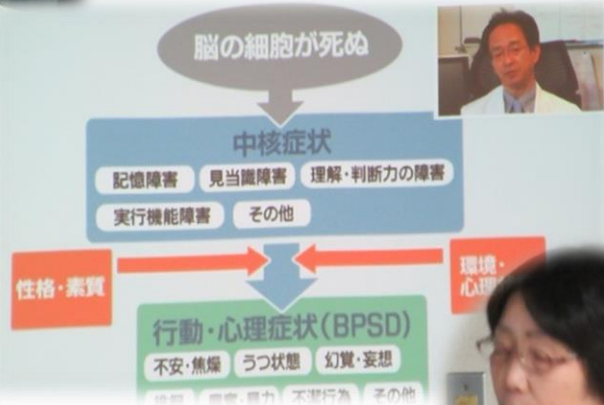 脳の細胞が死ぬ
中核症状
記憶障害 見当識障害 理解・判断力の障害
実行機能障害 その他
性格・素質
環境・
心理
行動・心理症状(BPSD)
不安・焦燥 うつ状態 幻覚・妄想
暴力 不潔行為 その他